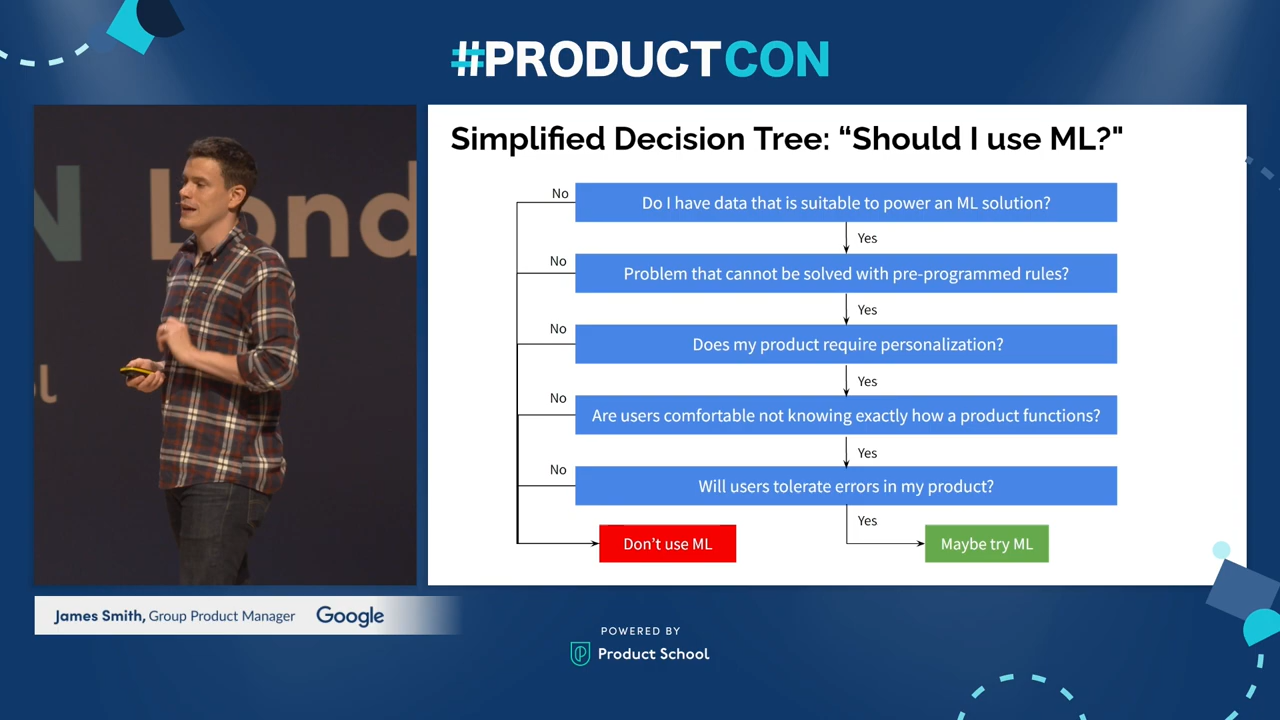 #PRODUCTCON
N Lond
ol
Simplified Decision Tree: “Should I use ML?"
No
Do I have data that is suitable to power an ML solution?
Yes
No
Problem that cannot be solved with pre-programmed rules?
Yes
No
Does my product require personalization?
Yes
No
Are users comfortable not knowing exactly how a product functions?
Yes
No
Will users tolerate errors in my product?
Yes
Don’t use ML
Maybe try ML
James Smith, Group Product Manager Google
POWERED BY
Product School